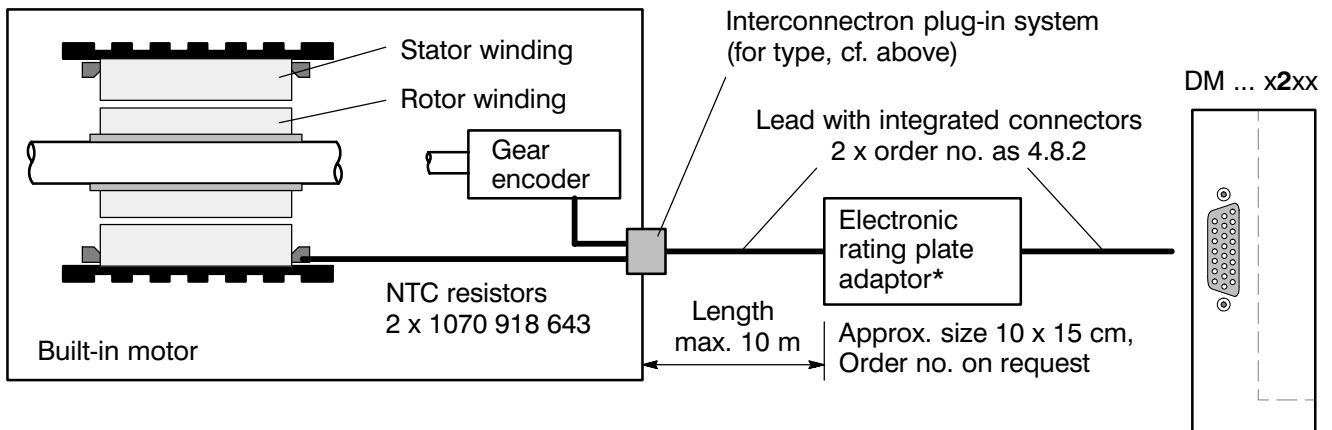 Interconnectron plug-in system
(for type, cf. above)
Stator winding
Rotor winding
DM ... x2xx
Lead with integrated connectors
2 x order no. as 4.8.2
Gear
encoder
Electronic
rating plate
adaptor*
NTC resistors
2 x 1070 918 643
Length
max. 10 m
Approx. size 10 x 15 cm,
Order no. on request
Built-in motor